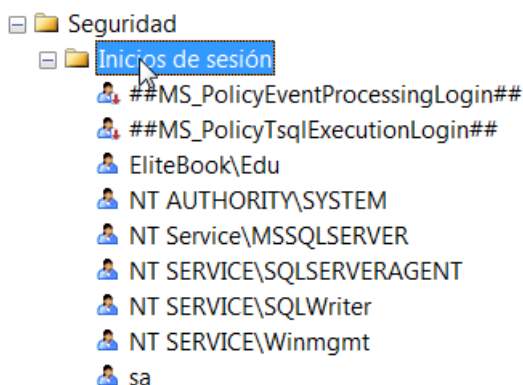 Seguridad
Inicios de sesión
##MS_PolicyEventProcessingLogin##
##MS_PolicyTsqlExecutionLogin##
EliteBook\Edu
NT AUTHORITY\SYSTEM
NT Service\MSSQLSERVER
NT SERVICE\SQLSERVERAGENT
NT SERVICE\SQLWriter
NT SERVICE\Winmgmt
sa